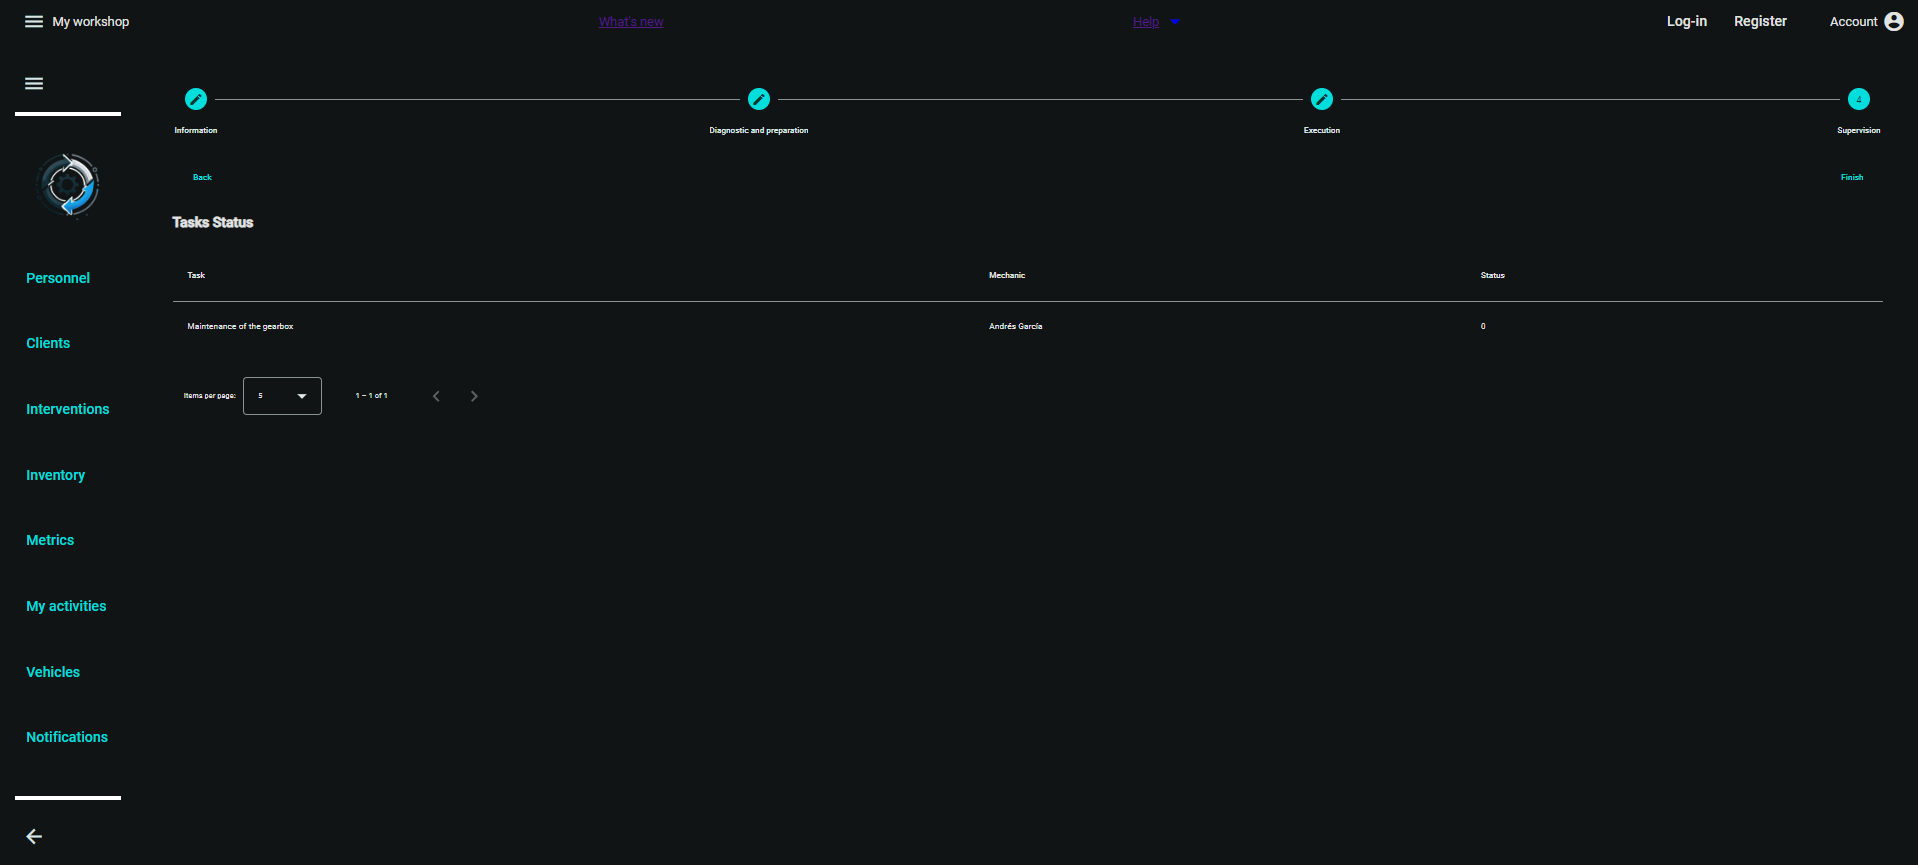 My workshop What's new Help Log-in Register Account
4
Information Diagnostic and preparation Execution Supervision
Back Finish
Tasks Status
Task Mechanic Status
Maintenance of the gearbox Andrés García 0
Items per page: 5 1 – 1 of 1
Personnel
Clients
Interventions
Inventory
Metrics
My activities
Vehicles
Notifications